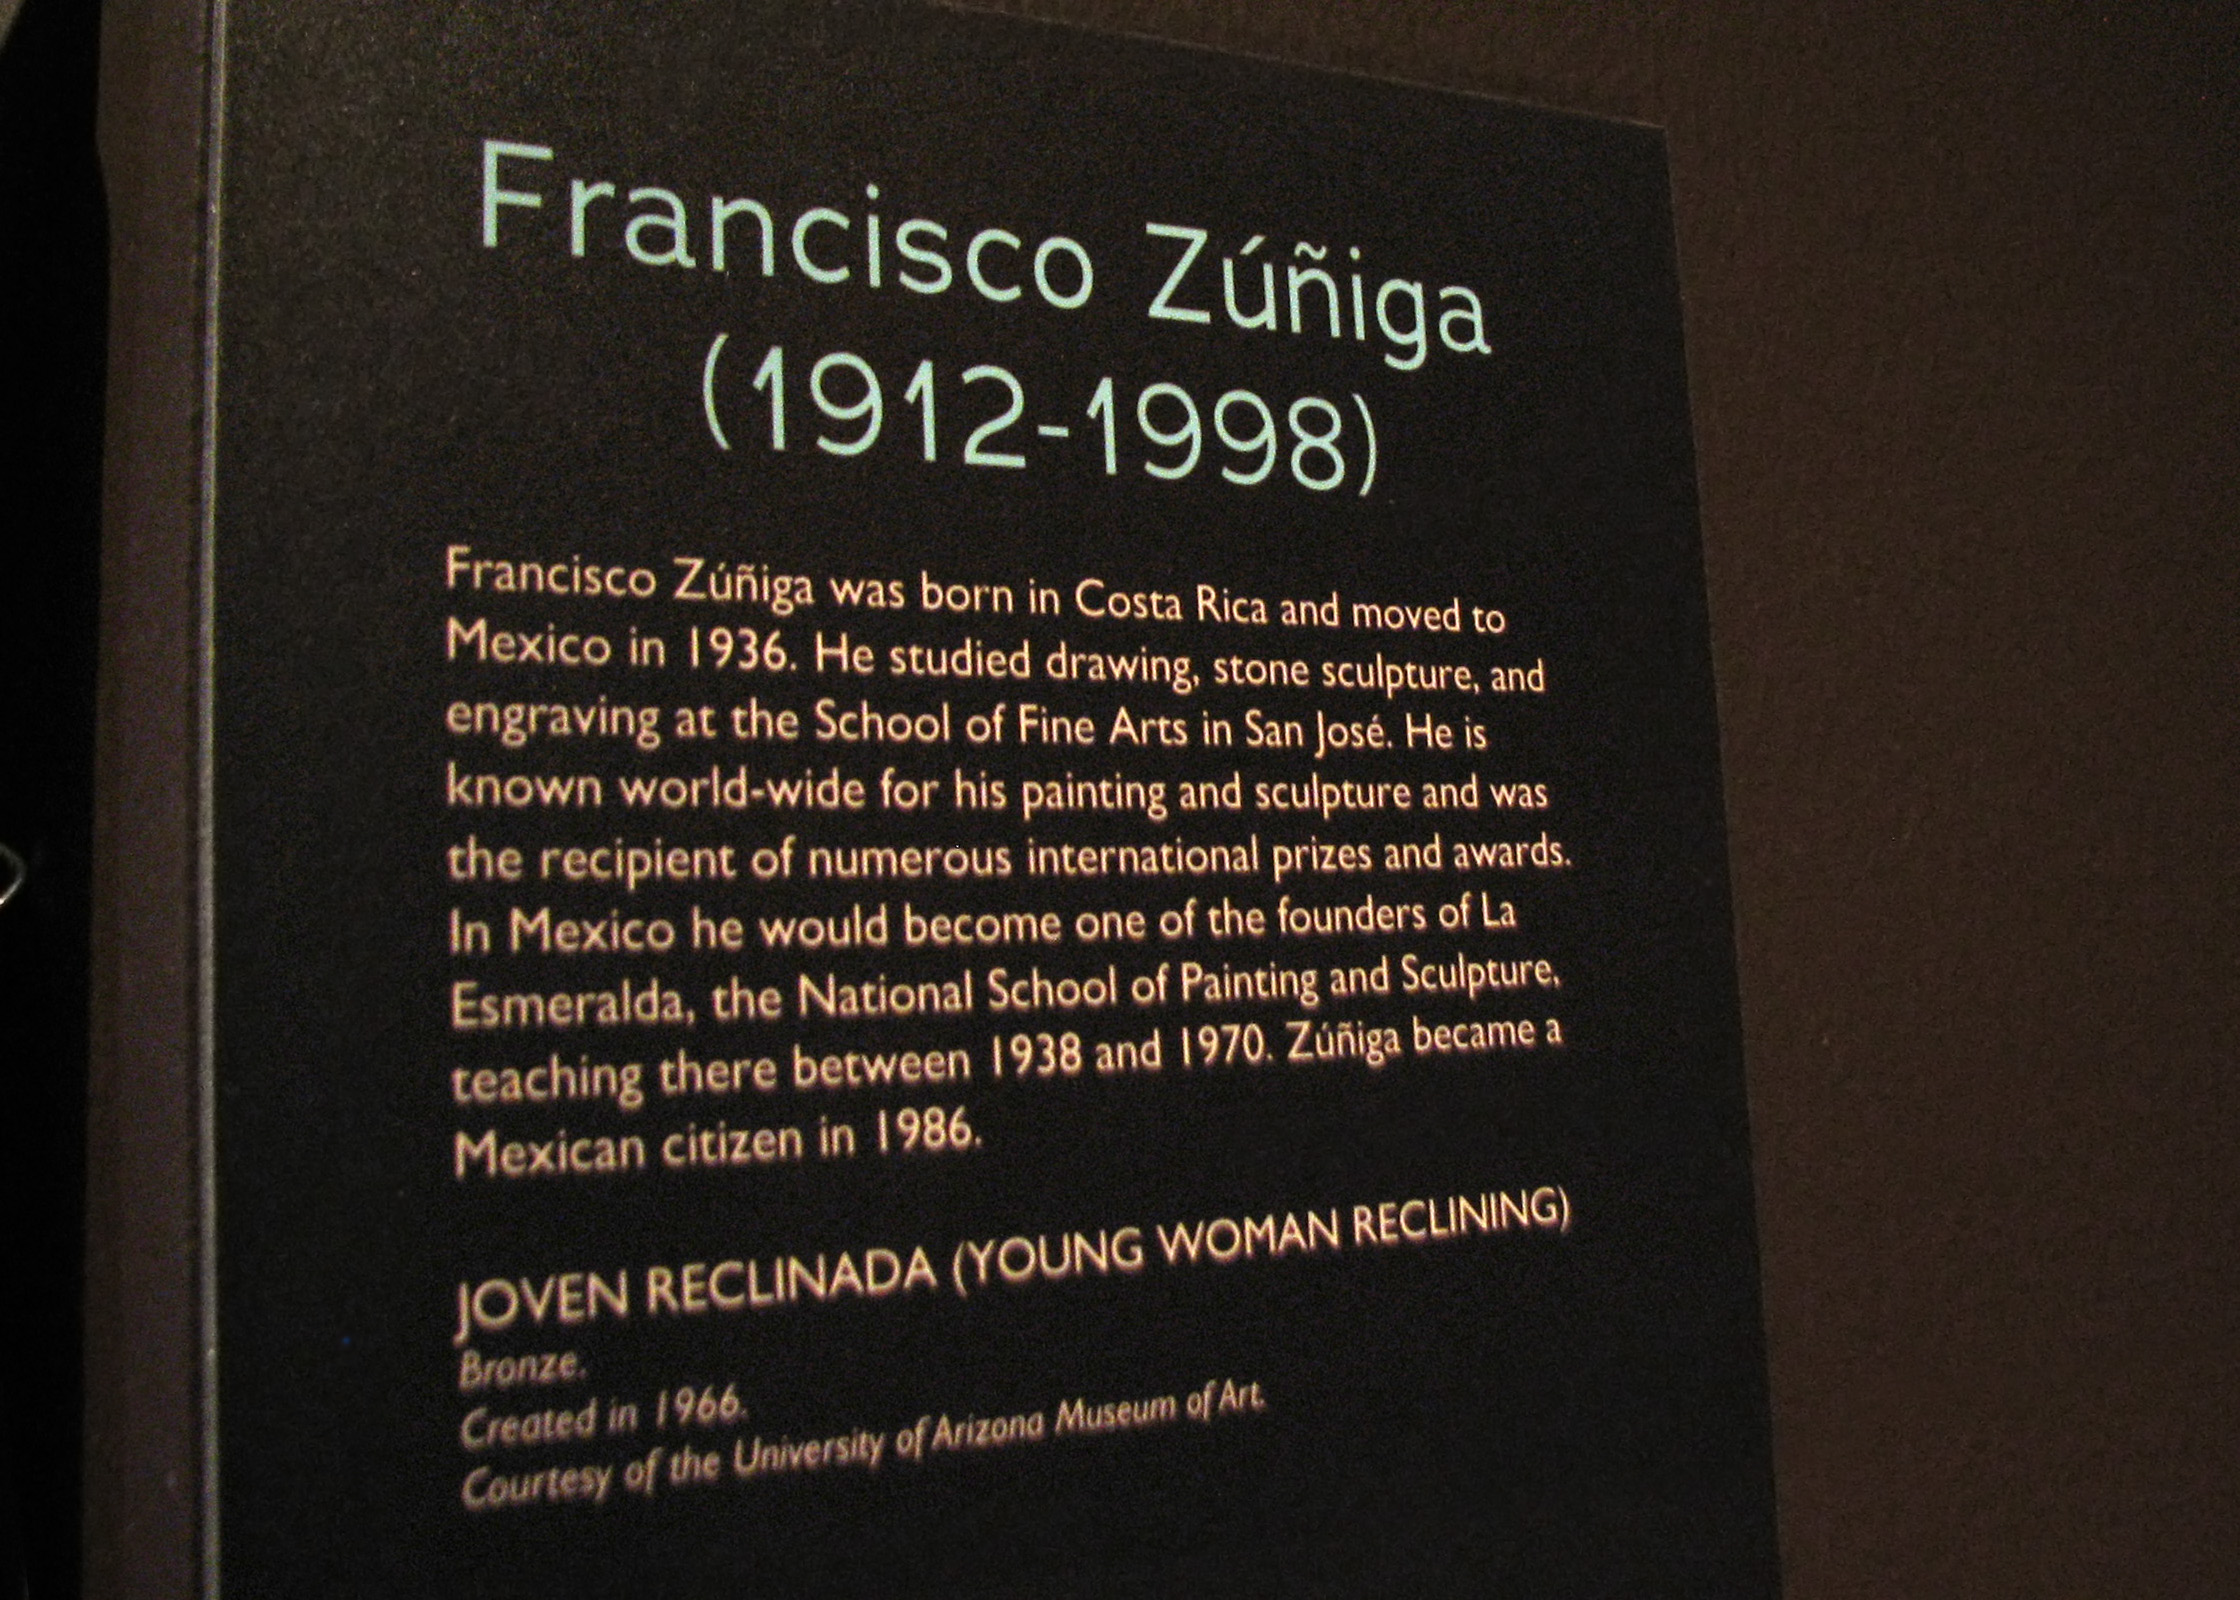 Francisco Zúñiga
(1912-1998)
Francisco Zúñiga was born in Costa Rica and moved to
Mexico in 1936. He studied drawing, stone sculpture, and
engraving at the School of Fine Arts in San José. He is
known world-wide for his painting and sculpture and was
the recipient of numerous international prizes and awards.
In Mexico he would become one of the founders of La
Esmeralda, the National School of Painting and Sculpture,
teaching there between 1938 and 1970. Zúñiga became a
Mexican citizen in 1986.
JOVEN RECLINADA (YOUNG WOMAN RECLINING)
Bronze.
Created in 1966.
Courtesy of the University of Arizona Museum of Art.